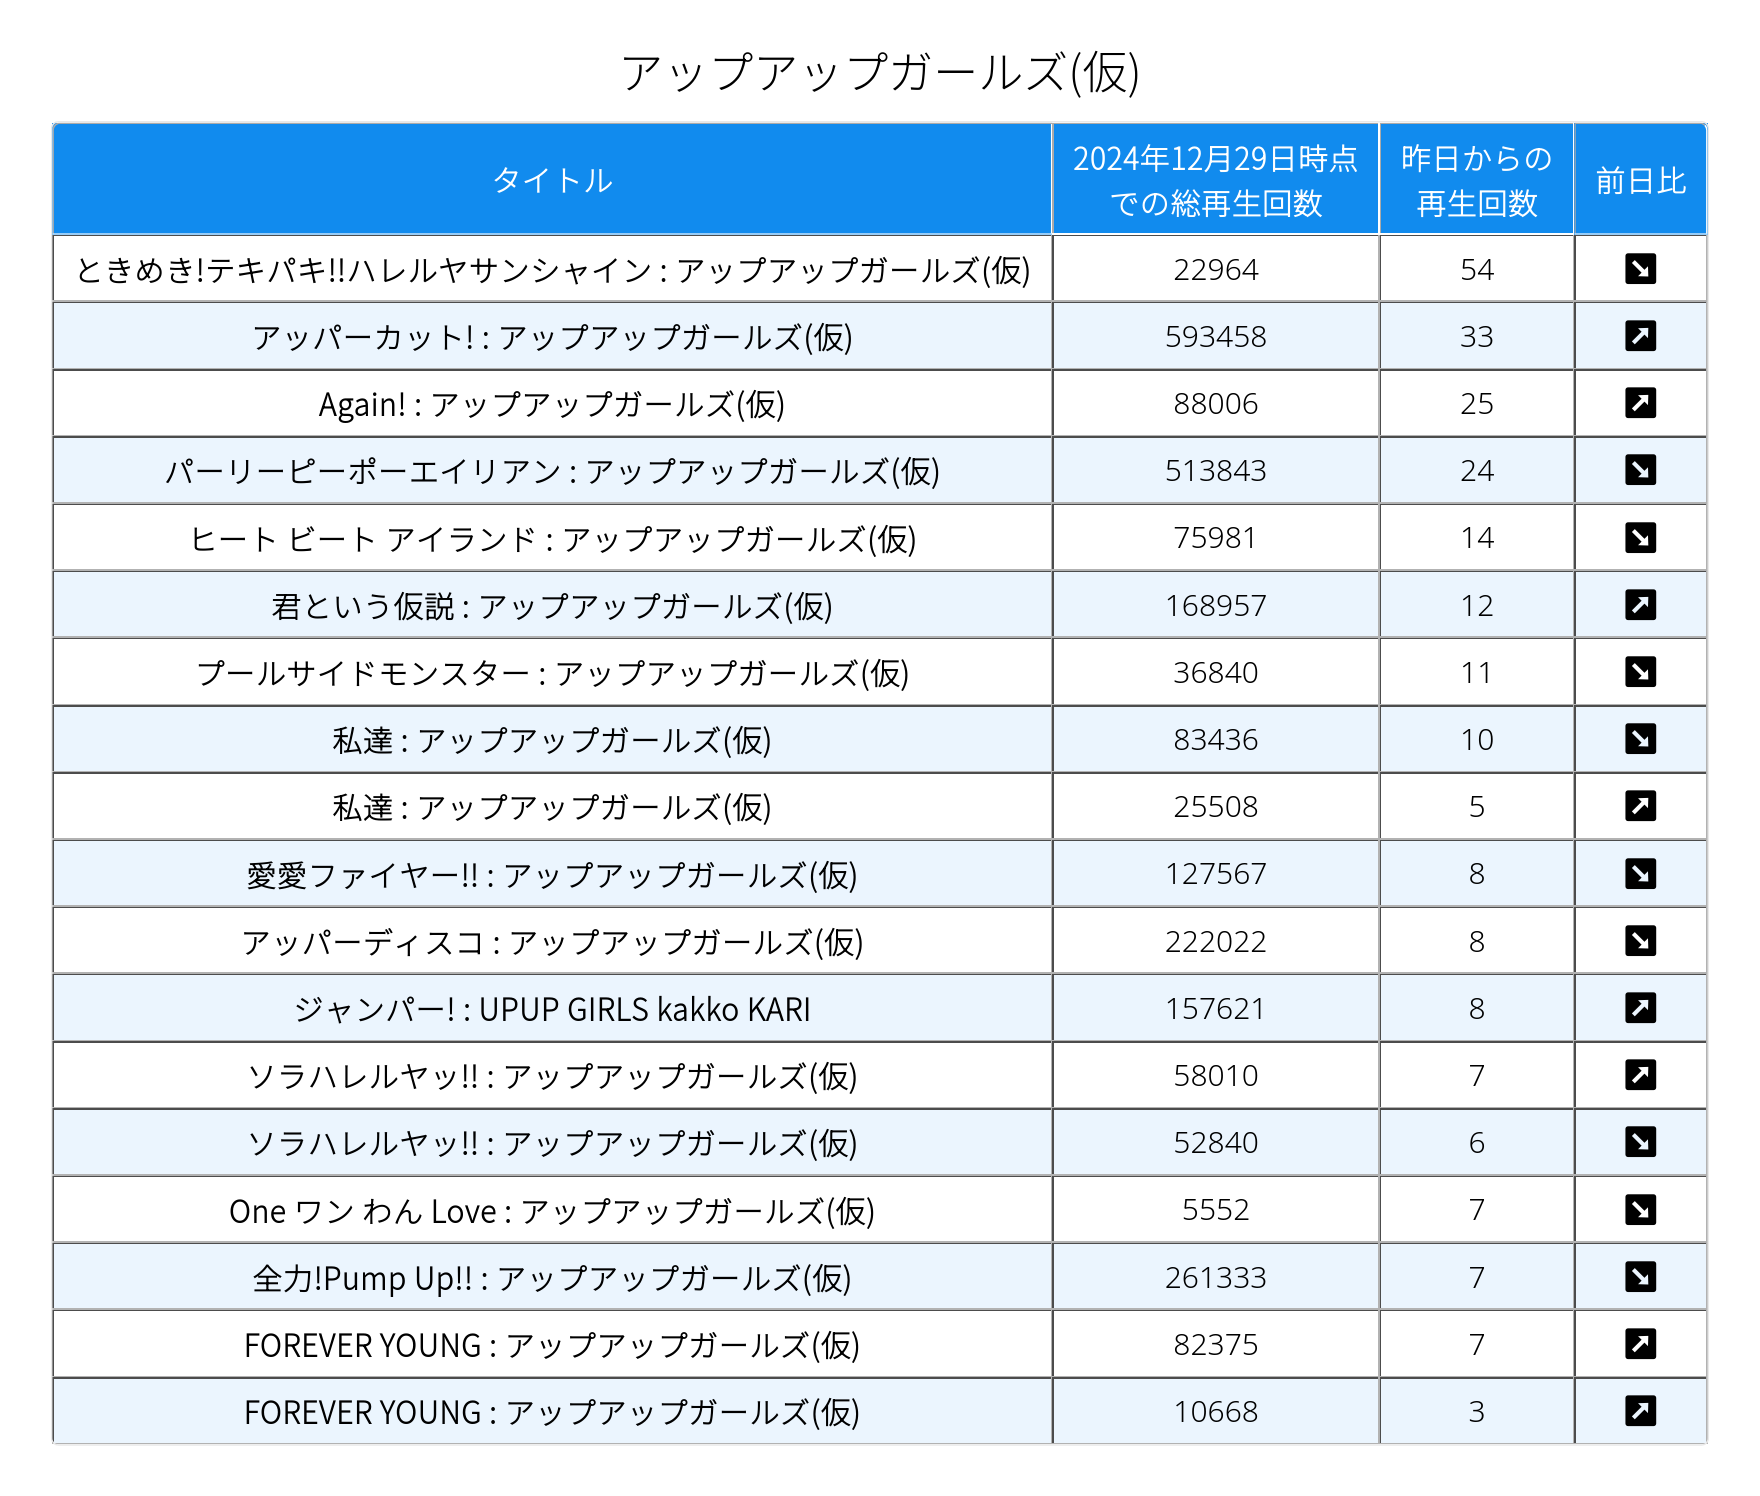 アップアップガールズ(仮)
タイトル 2024年12月29日時点での総再生回数 昨日からの再生回数 前日比
ときめき!テキパキ!!ハレルヤサンシャイン : アップアップガールズ(仮) 22964 54 ↘
アッパーカット! : アップアップガールズ(仮) 593458 33 ↗
Again! : アップアップガールズ(仮) 88006 25 ↗
パーリーピーポーエイリアン : アップアップガールズ(仮) 513843 24 ↘
ヒート ビート アイランド : アップアップガールズ(仮) 75981 14 ↘
君という仮説 : アップアップガールズ(仮) 168957 12 ↗
プールサイドモンスター : アップアップガールズ(仮) 36840 11 ↘
私達 : アップアップガールズ(仮) 83436 10 ↘
私達 : アップアップガールズ(仮) 25508 5 ↗
愛愛ファイヤー!! : アップアップガールズ(仮) 127567 8 ↘
アッパーディスコ : アップアップガールズ(仮) 222022 8 ↘
ジャンパー! : UPUP GIRLS kakko KARI 157621 8 ↗
ソラハレルヤッ!! : アップアップガールズ(仮) 58010 7 ↗
ソラハレルヤッ!! : アップアップガールズ(仮) 52840 6 ↘
One ワン わん Love : アップアップガールズ(仮) 5552 7 ↘
全力!Pump Up!! : アップアップガールズ(仮) 261333 7 ↘
FOREVER YOUNG : アップアップガールズ(仮) 82375 7 ↗
FOREVER YOUNG : アップアップガールズ(仮) 10668 3 ↗